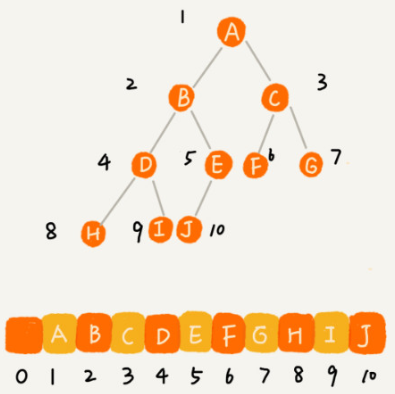 1
A
2 B C 3
4 D 5 E F 6 G 7
8 H 9 I J 10
A B C D E F G H I J
0 1 2 3 4 5 6 7 8 9 10